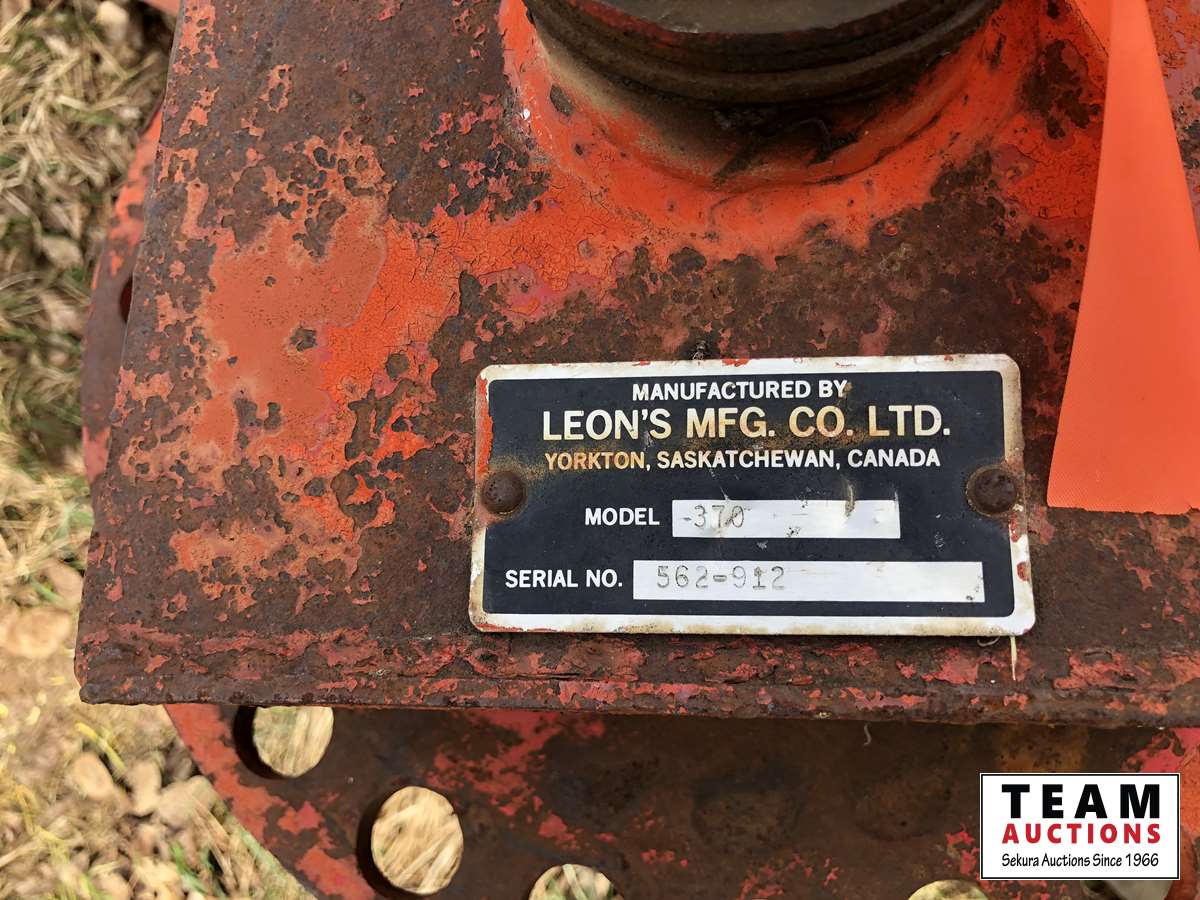 MANUFACTURED BY
LEON'S MFG. CO. LTD.
YORKTON, SASKATCHEWAN, CANADA
MODEL 370
SERIAL NO. 562-912
TEAM
AUCTIONS
Sekura Auctions Since 1966